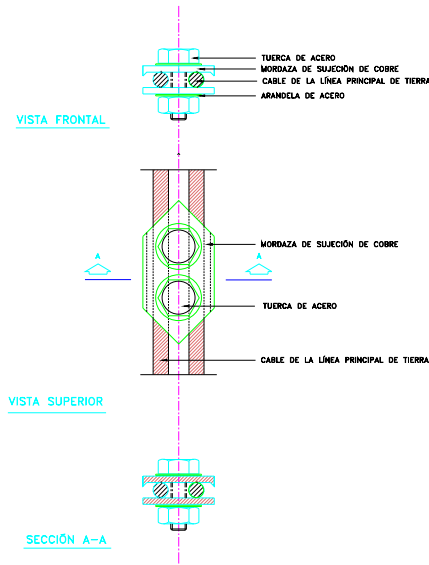 TUERCA DE ACERO
MORDAZA DE SUJECIÓN DE COBRE
CABLE DE LA LÍNEA PRINCIPAL DE TIERRA
ARANDELA DE ACERO
VISTA FRONTAL
MORDAZA DE SUJECIÓN DE COBRE
A
A
TUERCA DE ACERO
CABLE DE LA LÍNEA PRINCIPAL DE TIERRA
VISTA SUPERIOR
SECCIÓN A-A